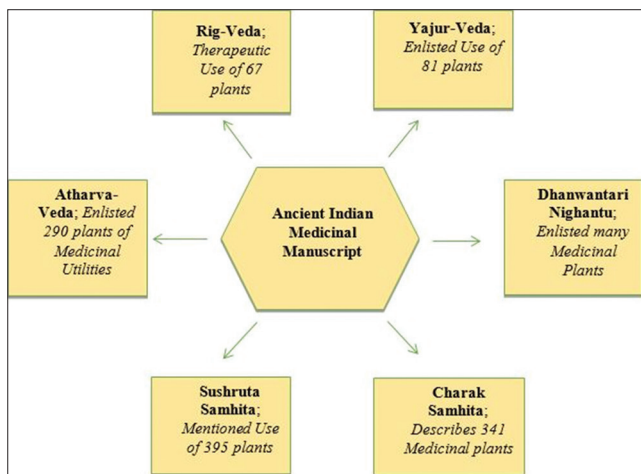 Rig-Veda;
Therapeutic
Use of 67
plants
Yajur-Veda;
Enlisted Use of
81 plants
Atharva-
Veda; Enlisted
290 plants of
Medicinal
Utilities
Ancient Indian
Medicinal
Manuscript
Dhanwantari
Nighantu;
Enlisted many
Medicinal
Plants
Sushruta
Samhita;
Mentioned Use
of 395 plants
Charak
Samhita;
Describes 341
Medicinal plants